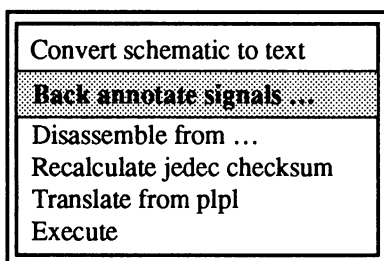 Convert schematic to text
Back annotate signals ...
Disassemble from ...
Recalculate jedec checksum
Translate from plpl
Execute